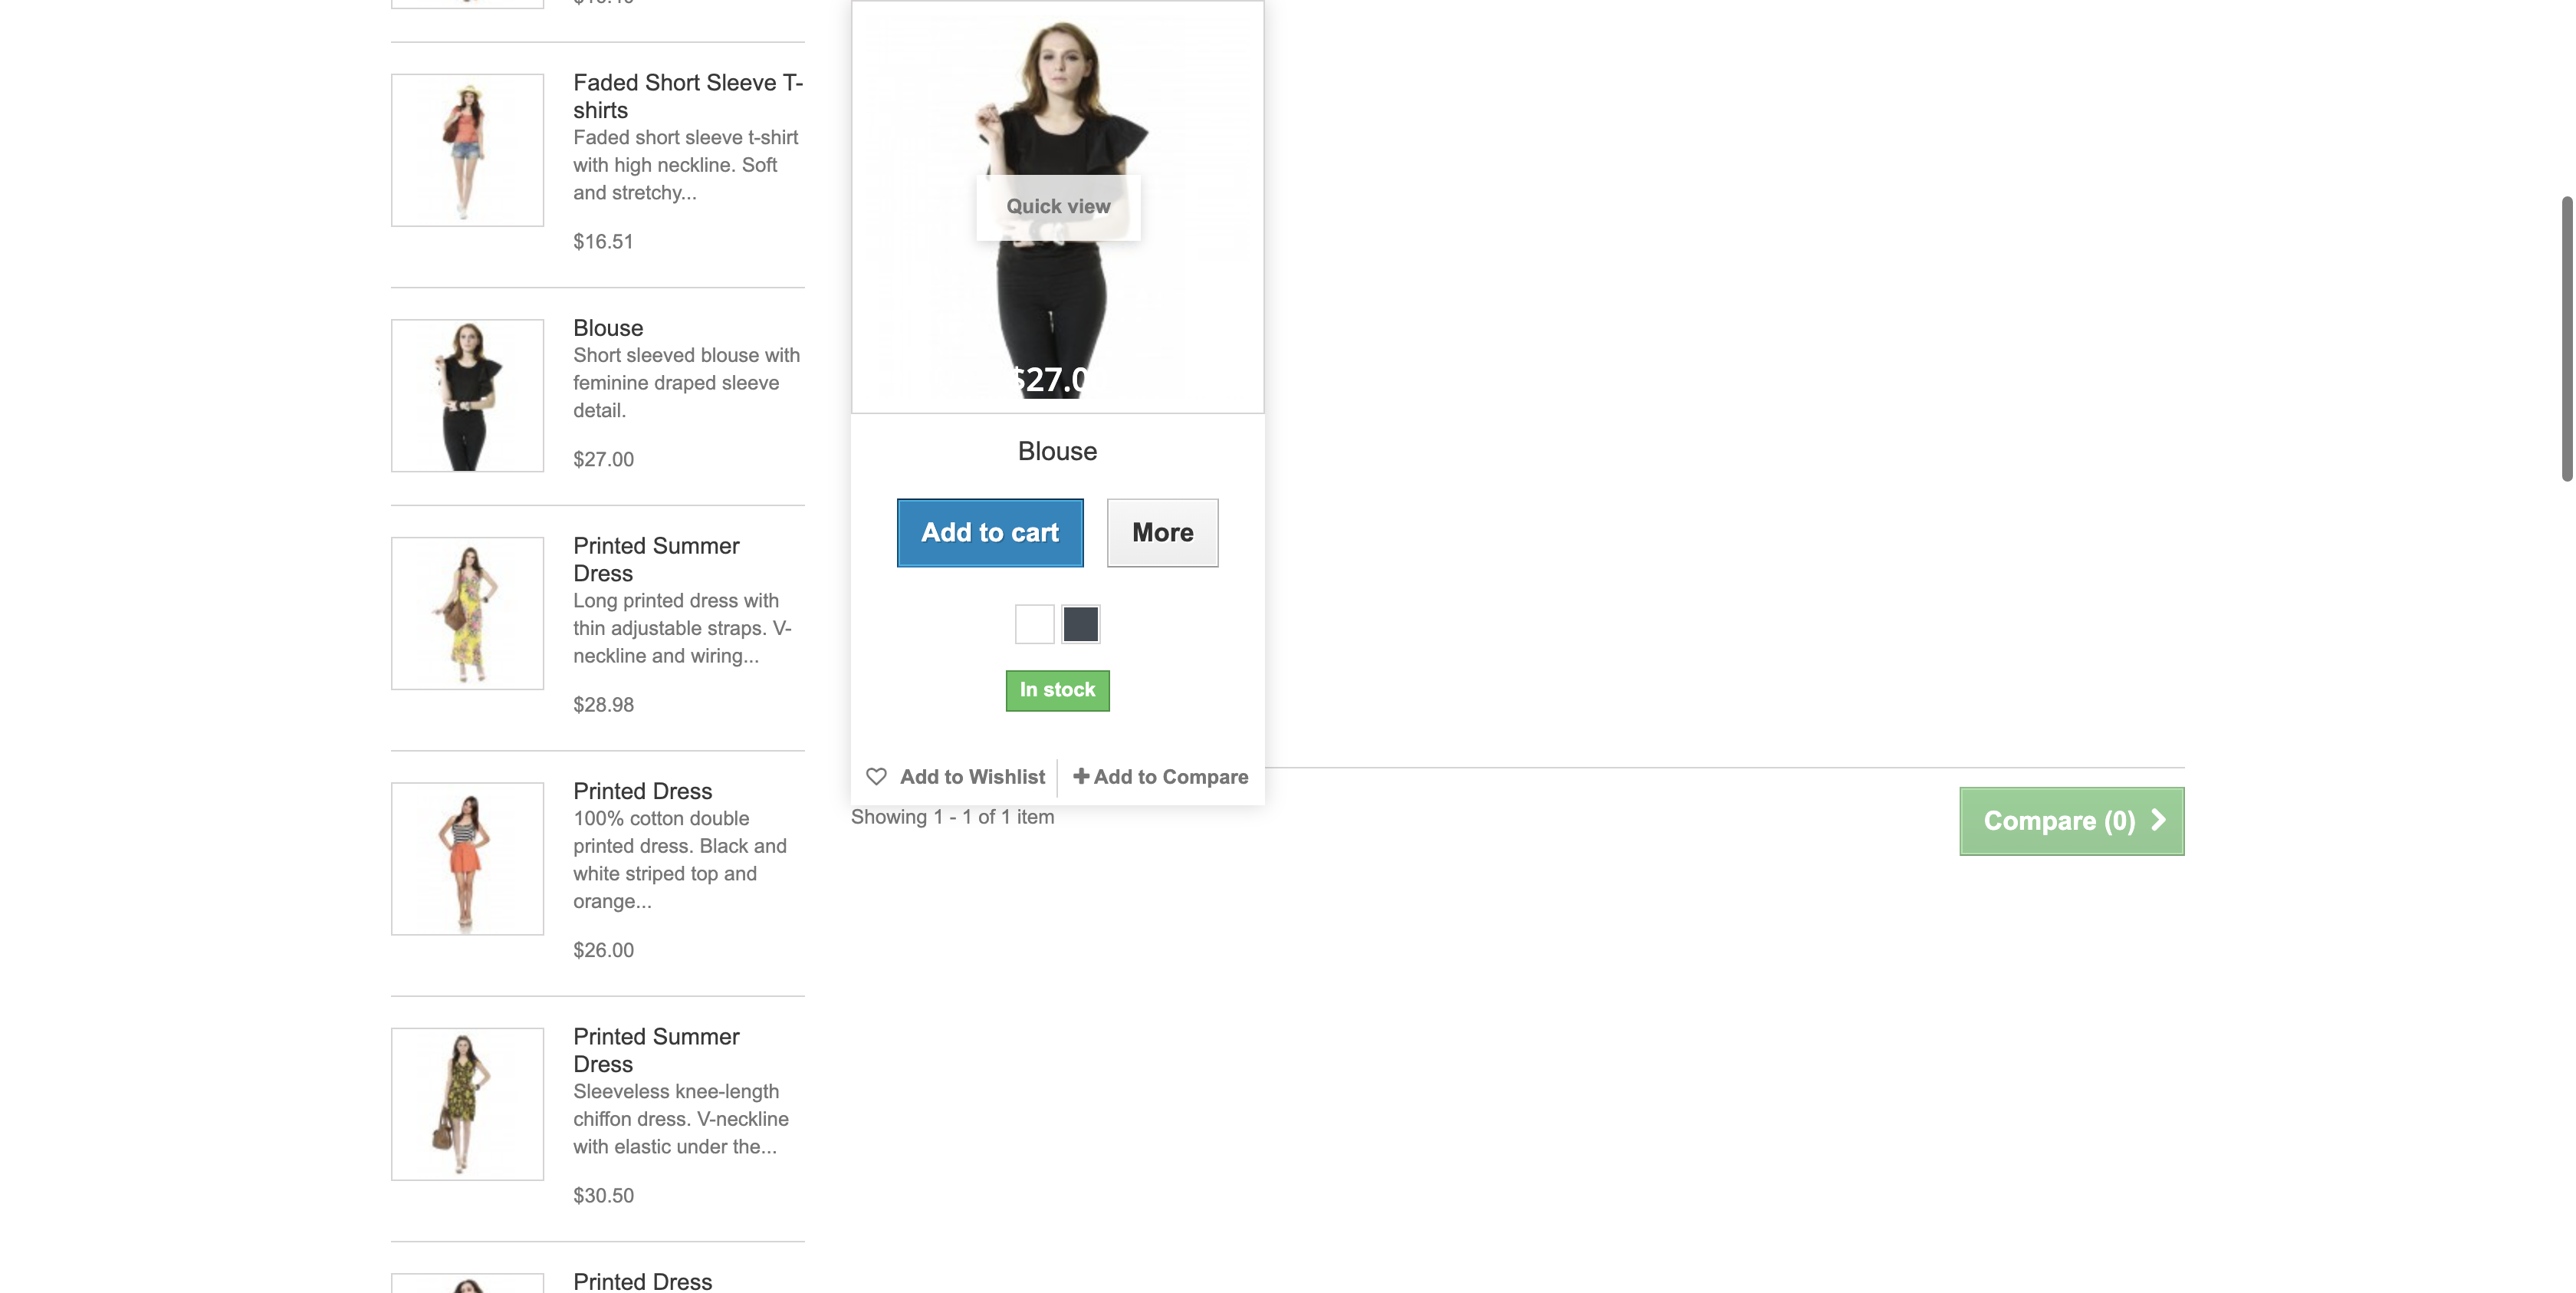 Faded Short Sleeve T-
shirts
Faded short sleeve t-shirt
with high neckline. Soft
and stretchy...
$16.51
Blouse
Short sleeved blouse with
feminine draped sleeve
detail.
$27.00
Printed Summer
Dress
Long printed dress with
thin adjustable straps. V-
neckline and wiring...
$28.98
Printed Dress
100% cotton double
printed dress. Black and
white striped top and
orange...
$26.00
Printed Summer
Dress
Sleeveless knee-length
chiffon dress. V-neckline
with elastic under the...
$30.50
Printed Dress
Quick view
$27.0
Blouse
Add to cart
More
In stock
Add to Wishlist
Add to Compare
Showing 1 - 1 of 1 item
Compare (0)